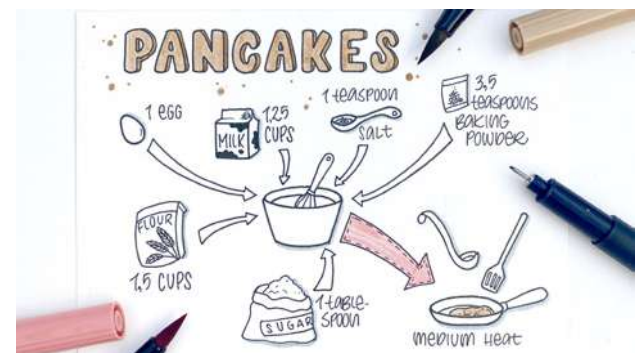 PANCAKES
1 EGG
MILK
1,25
CUPS
1 teaspoon
SALT
3,5
teaspoons
BAKING
POWDER
FLOUR
1,5 CUPS
SUGAR
1 table-
SPOON
medium Heat